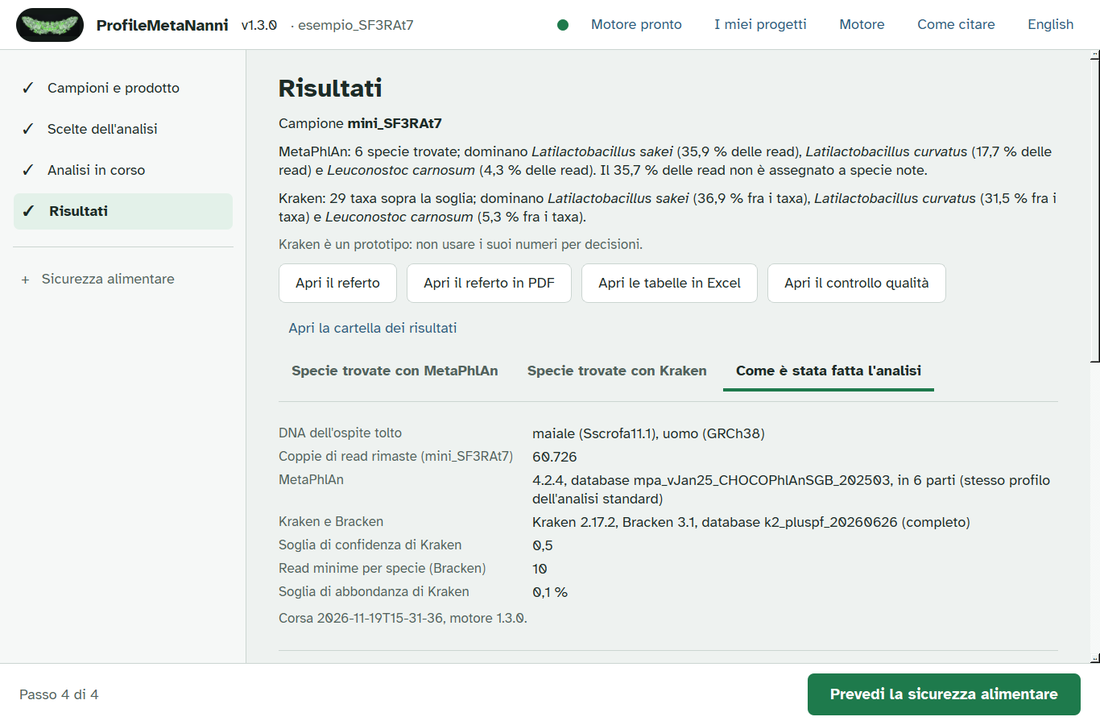 ProfileMetaNanni v1.3.0 · esempio_SF3RAt7
Motore pronto I miei progetti Motore Come citare English
✓ Campioni e prodotto
✓ Scelte dell'analisi
✓ Analisi in corso
✓ Risultati
+ Sicurezza alimentare
Risultati
Campione mini_SF3RAt7
MetaPhlAn: 6 specie trovate; dominano Latilactobacillus sakei (35,9 % delle read), Latilactobacillus curvatus (17,7 % delle
read) e Leuconostoc carnosum (4,3 % delle read). Il 35,7 % delle read non è assegnato a specie note.
Kraken: 29 taxa sopra la soglia; dominano Latilactobacillus sakei (36,9 % fra i taxa), Latilactobacillus curvatus (31,5 % fra i
taxa) e Leuconostoc carnosum (5,3 % fra i taxa).
Kraken è un prototipo: non usare i suoi numeri per decisioni.
Apri il referto Apri il referto in PDF Apri le tabelle in Excel Apri il controllo qualità
Apri la cartella dei risultati
Specie trovate con MetaPhlAn Specie trovate con Kraken Come è stata fatta l'analisi
DNA dell'ospite tolto maiale (Sscrofa11.1), uomo (GRCh38)
Coppie di read rimaste (mini_SF3RAt7) 60.726
MetaPhlAn 4.2.4, database mpa_vJan25_CHOCOPhlAnSGB_202503, in 6 parti (stesso profilo
dell'analisi standard)
Kraken e Bracken Kraken 2.17.2, Bracken 3.1, database k2_pluspf_20260626 (completo)
Soglia di confidenza di Kraken 0,5
Read minime per specie (Bracken) 10
Soglia di abbondanza di Kraken 0,1 %
Corsa 2026-11-19T15-31-36, motore 1.3.0.
Passo 4 di 4
Prevedi la sicurezza alimentare